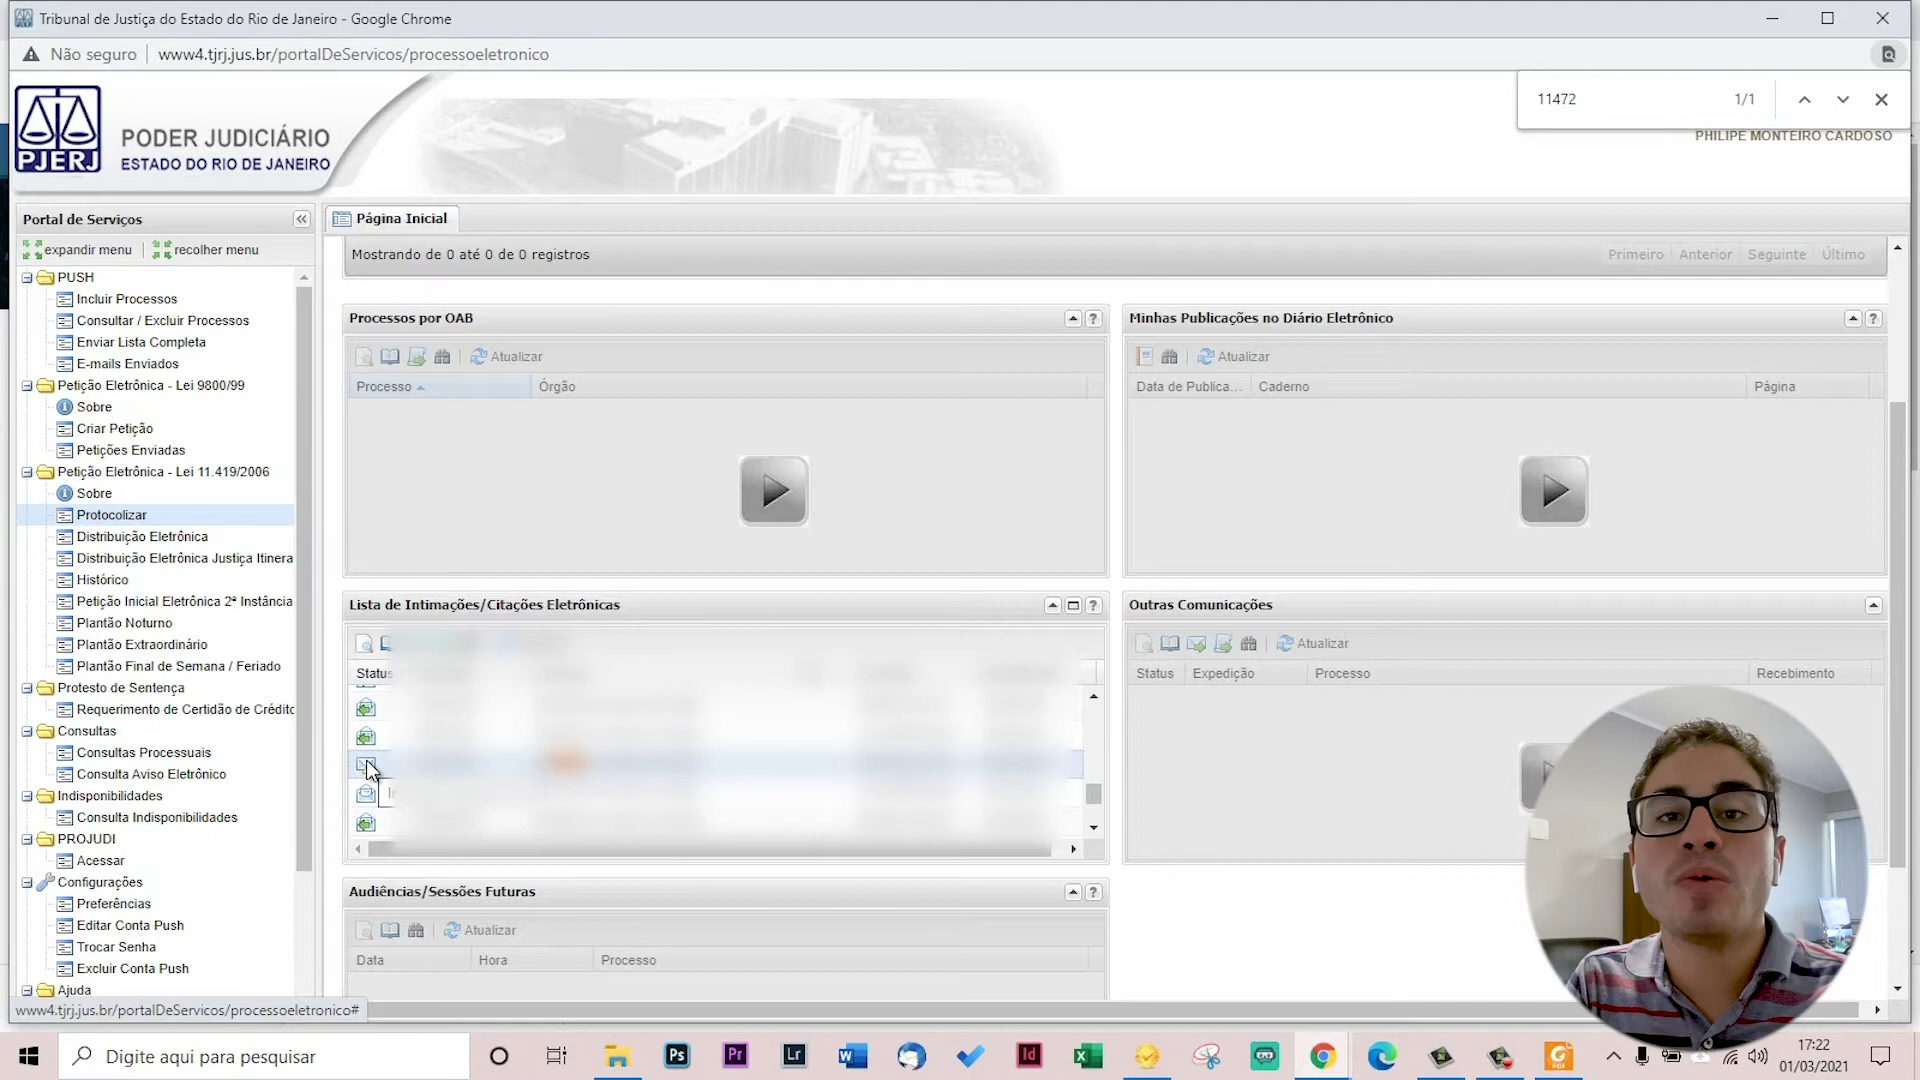 Tribunal de Justiça do Estado do Rio de Janeiro - Google Chrome
Não seguro
www4.tjrj.jus.br/portalDeServicos/processoeletronico
11472
1/1
PJERJ
PODER JUDICIÁRIO
ESTADO DO RIO DE JANEIRO
PHILIPE MONTEIRO CARDOSO
Portal de Serviços
expandir menu
recolher menu
PUSH
Incluir Processos
Consultar / Excluir Processos
Enviar Lista Completa
E-mails Enviados
Petição Eletrônica - Lei 9800/99
Sobre
Criar Petição
Petições Enviadas
Petição Eletrônica - Lei 11.419/2006
Sobre
Protocolizar
Distribuição Eletrônica
Distribuição Eletrônica Justiça Itinera
Histórico
Petição Inicial Eletrônica 2ª Instância
Plantão Noturno
Plantão Extraordinário
Plantão Final de Semana / Feriado
Protesto de Sentença
Requerimento de Certidão de Crédito
Consultas
Consultas Processuais
Consulta Aviso Eletrônico
Indisponibilidades
Consulta Indisponibilidades
PROJUDI
Acessar
Configurações
Preferências
Editar Conta Push
Trocar Senha
Excluir Conta Push
Ajuda
www4.tjrj.jus.br/portalDeServicos/processoeletronico#
Página Inicial
Mostrando de 0 até 0 de 0 registros
Primeiro Anterior Seguinte Último
Processos por OAB
Atualizar
Processo Órgão
Minhas Publicações no Diário Eletrônico
Atualizar
Data de Publica... Caderno Página
Lista de Intimações/Citações Eletrônicas
Status
Outras Comunicações
Atualizar
Status Expedição Processo Recebimento
Audiências/Sessões Futuras
Atualizar
Data Hora Processo
Digite aqui para pesquisar
Ps
Pr
Lr
Id
17:22
01/03/2021